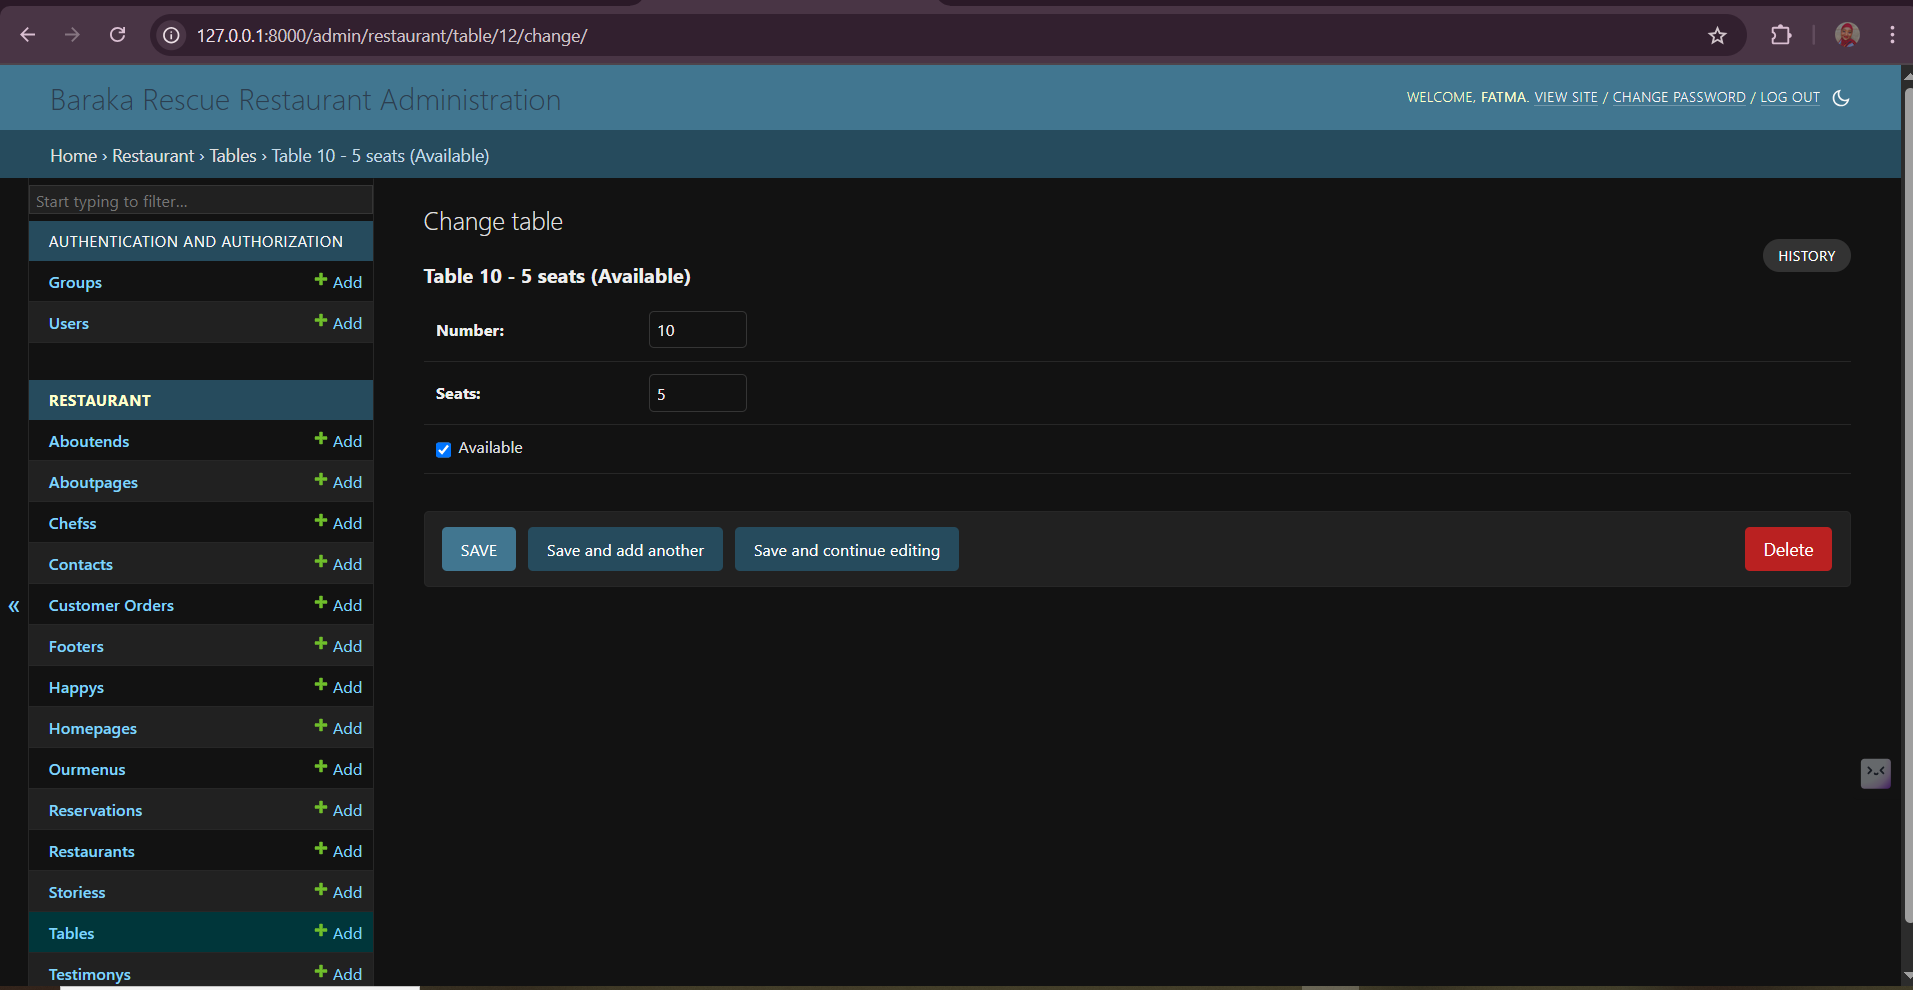 127.0.0.1:8000/admin/restaurant/table/12/change/
Baraka Rescue Restaurant Administration
WELCOME, FATMA. VIEW SITE / CHANGE PASSWORD / LOG OUT
Home › Restaurant › Tables › Table 10 - 5 seats (Available)
Start typing to filter...
AUTHENTICATION AND AUTHORIZATION
Groups Add
Users Add
RESTAURANT
Aboutends Add
Aboutpages Add
Chefss Add
Contacts Add
Customer Orders Add
«
Footers Add
Happys Add
Homepages Add
Ourmenus Add
Reservations Add
Restaurants Add
Storiess Add
Tables Add
Testimonys Add
Change table
HISTORY
Table 10 - 5 seats (Available)
Number: 10
Seats: 5
Available
SAVE Save and add another Save and continue editing Delete